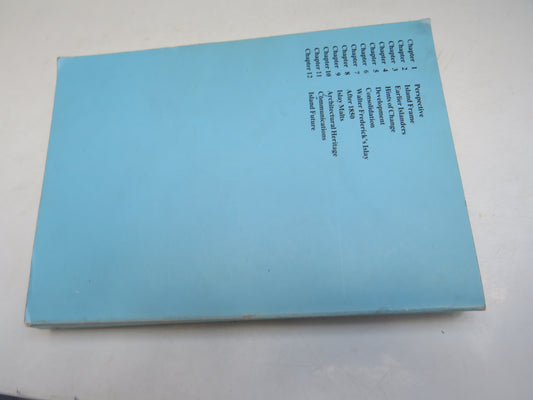 Chapter 1 Perspective
Chapter 2 Island Frame
Chapter 3 Earlier Islanders
Chapter 4 Hints of Change
Chapter 5 Development
Chapter 6 Consolidation
Chapter 7 Walter Frederick's Islay
Chapter 8 After 1850
Chapter 9 Islay Malts
Chapter 10 Architectural Heritage
Chapter 11 Communications
Chapter 12 Island Future